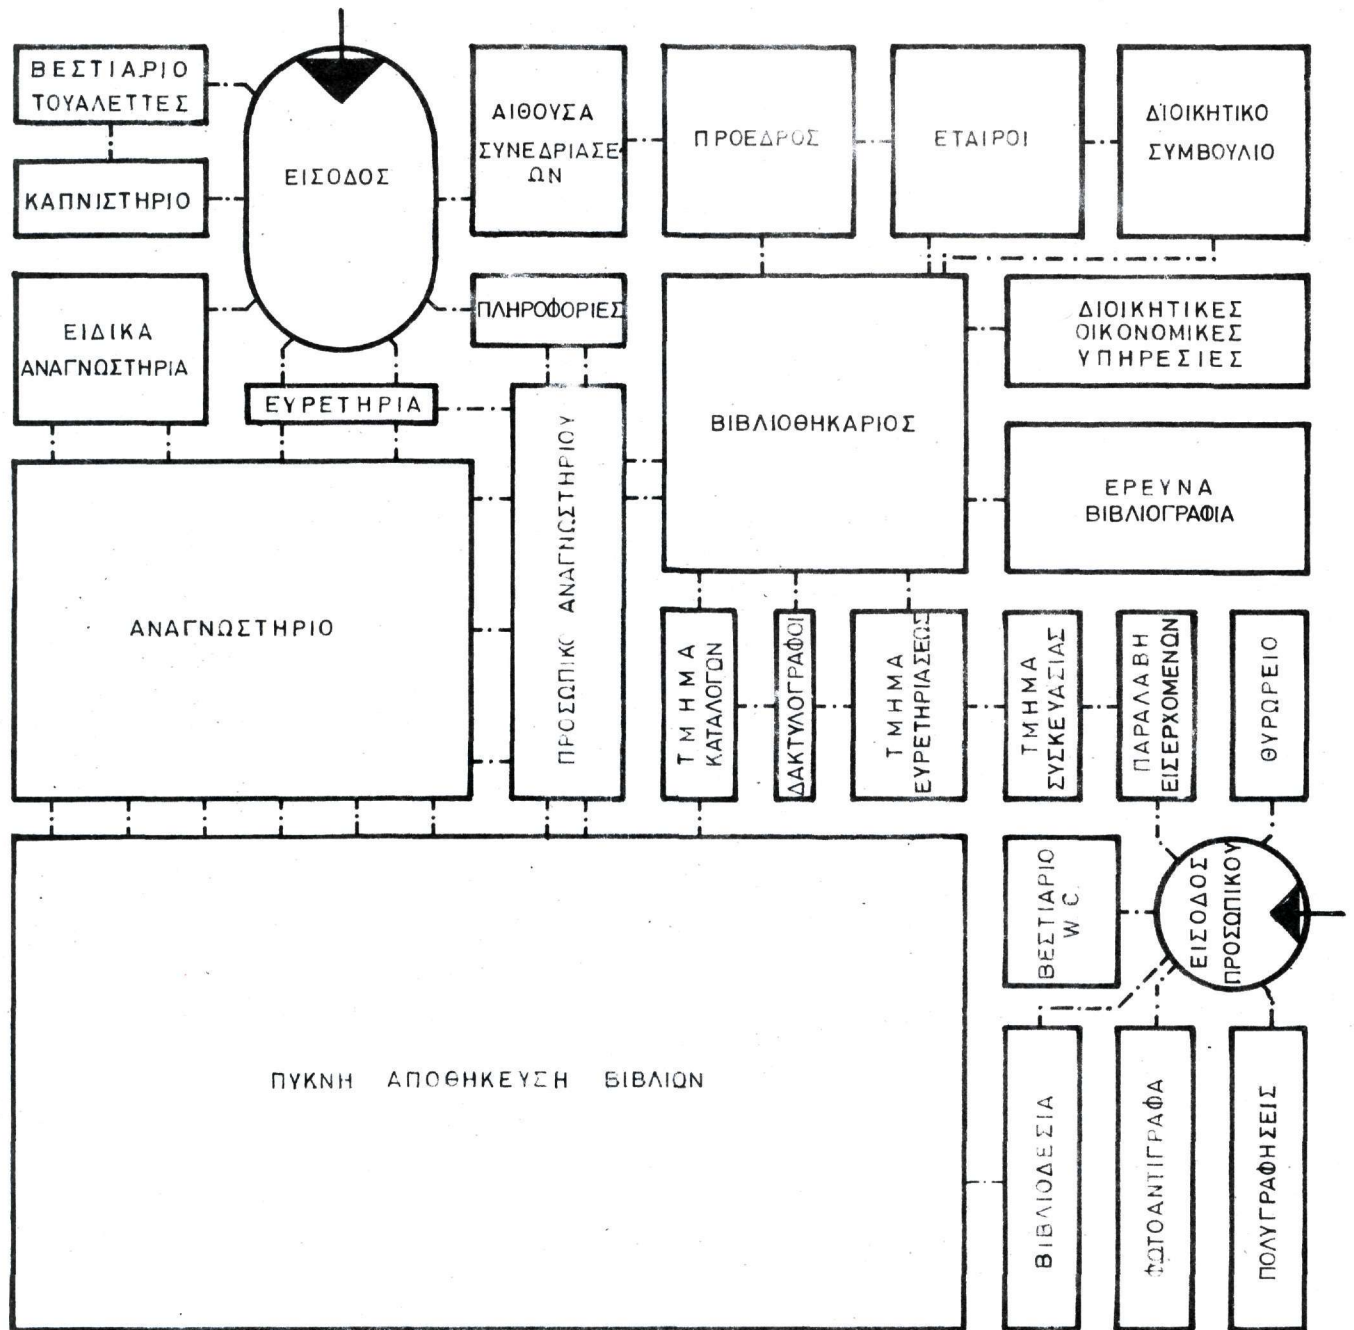 ΒΕΣΤΙΑΡΙΟ
ΤΟΥΑΛΕΤΤΕΣ
ΚΑΠΝΙΣΤΗΡΙΟ
ΕΙΣΟΔΟΣ
ΑΙΘΟΥΣΑ
ΣΥΝΕΔΡΙΑΣΕ-
ΩΝ
ΠΡΟΕΔΡΟΣ
ΕΤΑΙΡΟΙ
ΔΙΟΙΚΗΤΙΚΟ
ΣΥΜΒΟΥΛΙΟ
ΕΙΔΙΚΑ
ΑΝΑΓΝΩΣΤΗΡΙΑ
ΠΛΗΡΟΦΟΡΙΕΣ
ΕΥΡΕΤΗΡΙΑ
ΔΙΟΙΚΗΤΙΚΕΣ
ΟΙΚΟΝΟΜΙΚΕΣ
ΥΠΗΡΕΣΙΕΣ
ΒΙΒΛΙΟΘΗΚΑΡΙΟΣ
ΕΡΕΥΝΑ
ΒΙΒΛΙΟΓΡΑΦΙΑ
ΑΝΑΓΝΩΣΤΗΡΙΟ
ΠΡΟΣΩΠΙΚΟ ΑΝΑΓΝΩΣΤΗΡΙΟΥ
ΤΜΗΜΑ
ΚΑΤΑΛΟΓΩΝ
ΔΑΚΤΥΛΟΓΡΑΦΟΙ
ΤΜΗΜΑ
ΕΥΡΕΤΗΡΙΑΣΕΩΣ
ΤΜΗΜΑ
ΣΥΣΚΕΥΑΣΙΑΣ
ΠΑΡΑΛΑΒΗ
ΕΙΣΕΡΧΟΜΕΝΩΝ
ΘΥΡΩΡΕΙΟ
ΒΕΣΤΙΑΡΙΟ
W C.
ΕΙΣΟΔΟΣ
ΠΡΟΣΩΠΙΚΟΥ
ΠΥΚΝΗ ΑΠΟΘΗΚΕΥΣΗ ΒΙΒΛΙΩΝ
ΒΙΒΛΙΟΔΕΣΙΑ
ΦΩΤΟΑΝΤΙΓΡΑΦΑ
ΠΟΛΥΓΡΑΦΗΣΕΙΣ